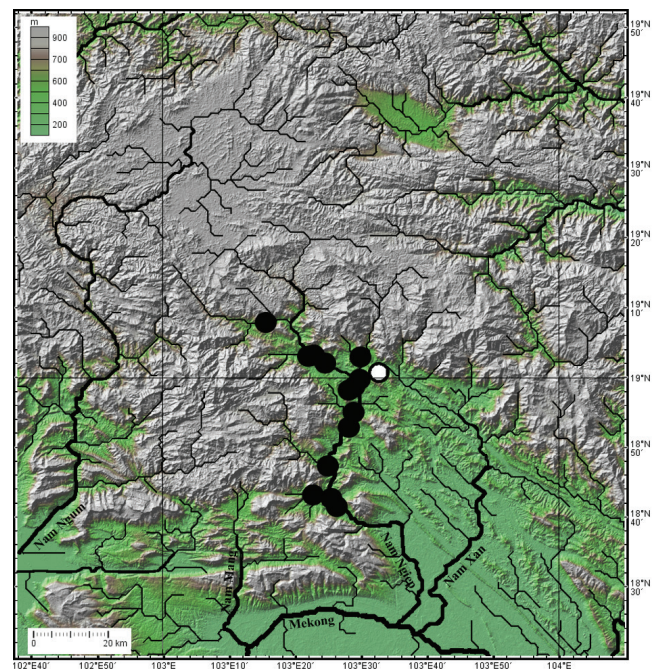 m
900
700
600
400
200
19°N
50'
19°N
40'
19°N
30'
19°N
20'
19°N
10'
19°N
18°N
50'
18°N
40'
18°N
30'
Nam Ngum
Nam Mang
Nam Ngiep
Nam Xan
Mekong
0
20 km
102°E40'
102°E50'
103°E
103°E10'
103°E20'
103°E30'
103°E50'
104°E